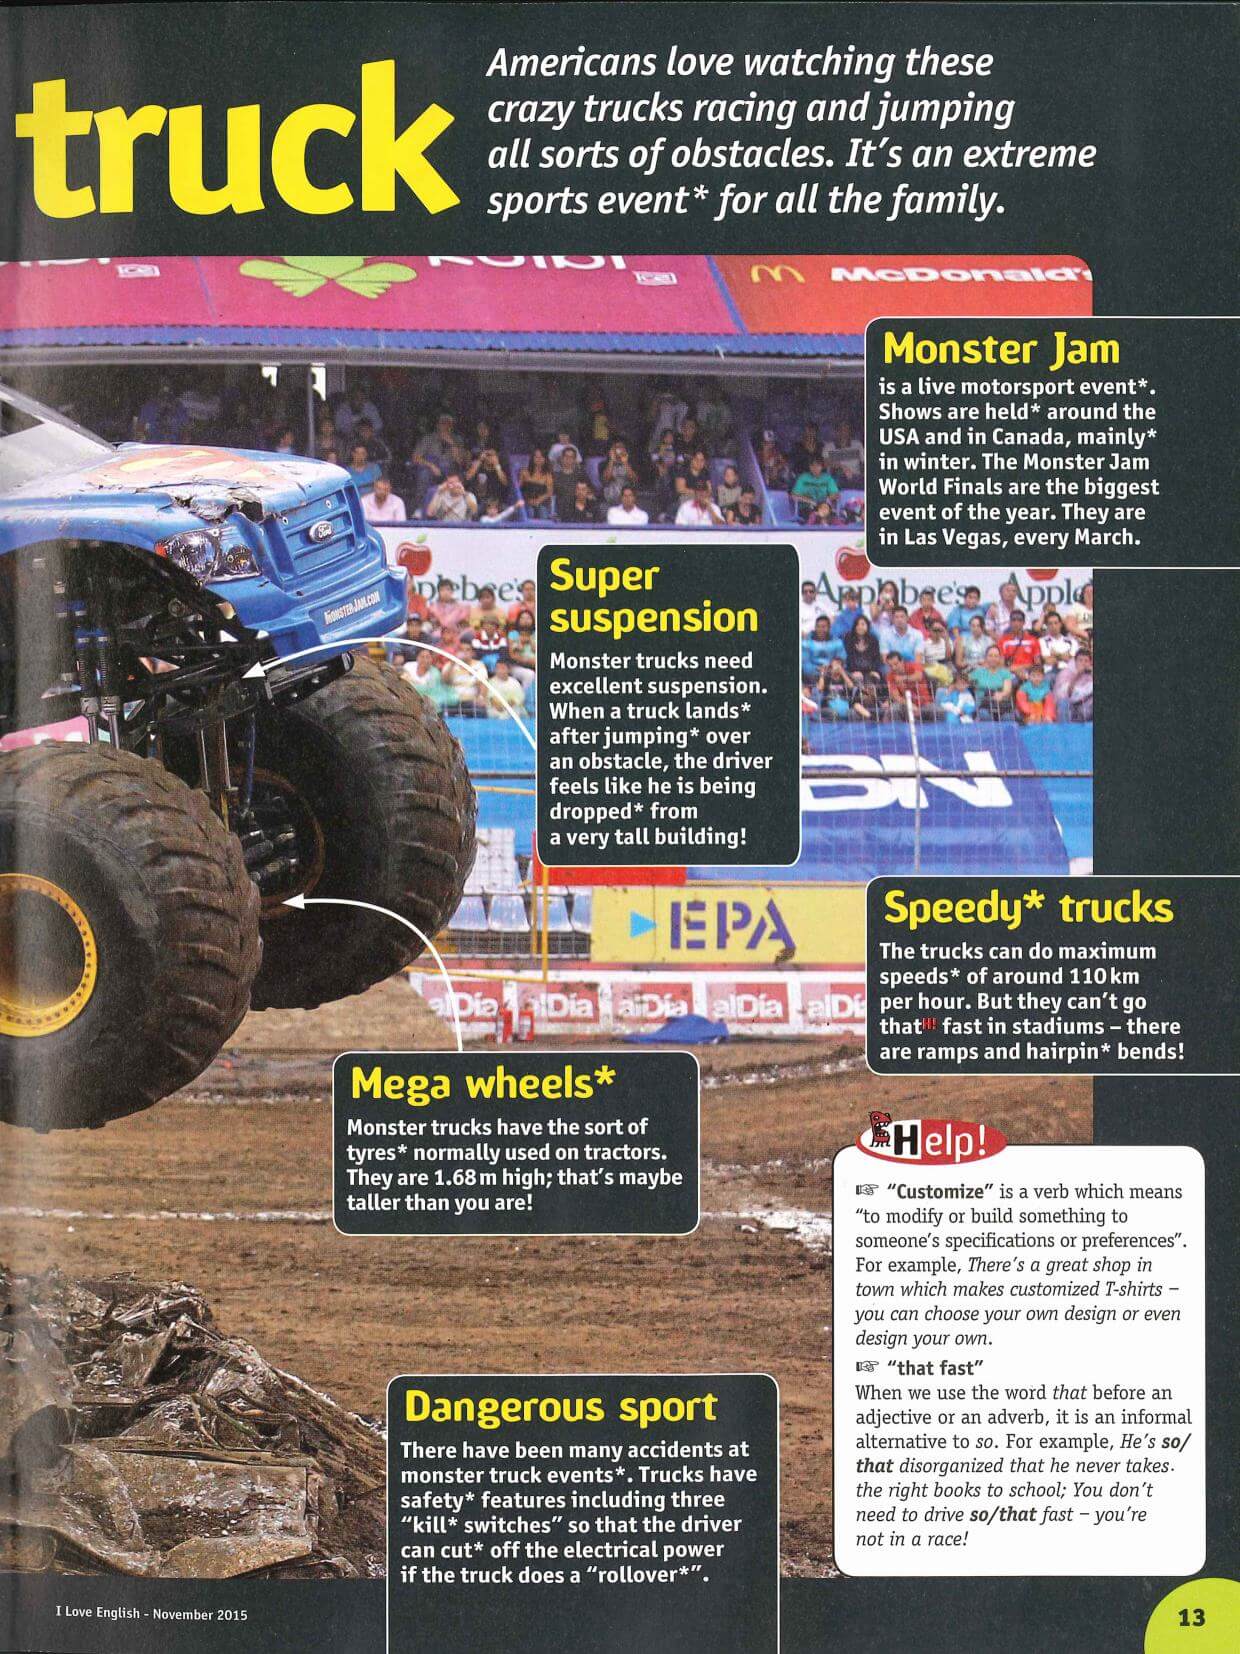 truck
Americans love watching these
crazy trucks racing and jumping
all sorts of obstacles. It's an extreme
sports event* for all the family.
McDonald's
Monster Jam
is a live motorsport event*.
Shows are held* around the
USA and in Canada, mainly*
in winter. The Monster Jam
World Finals are the biggest
event of the year. They are
in Las Vegas, every March.
Ford
MONSTERJAM.COM
Applebee's
Applebee's
Super
suspension
Monster trucks need
excellent suspension.
When a truck lands*
after jumping* over
an obstacle, the driver
feels like he is being
dropped* from
a very tall building!
EPA
alDía
alDía
alDía
alDía
Speedy* trucks
The trucks can do maximum
speeds* of around 110 km
per hour. But they can't go
that fast in stadiums – there
are ramps and hairpin* bends!
Mega wheels*
Monster trucks have the sort of
tyres* normally used on tractors.
They are 1.68 m high; that's maybe
taller than you are!
Help!
☞ "Customize" is a verb which means
"to modify or build something to
someone's specifications or preferences".
For example, There's a great shop in
town which makes customized T-shirts –
you can choose your own design or even
design your own.
☞ "that fast"
When we use the word that before an
adjective or an adverb, it is an informal
alternative to so. For example, He's so/
that disorganized that he never takes
the right books to school; You don't
need to drive so/that fast – you're
not in a race!
Dangerous sport
There have been many accidents at
monster truck events*. Trucks have
safety* features including three
"kill* switches" so that the driver
can cut* off the electrical power
if the truck does a "rollover*".
I Love English - November 2015
13